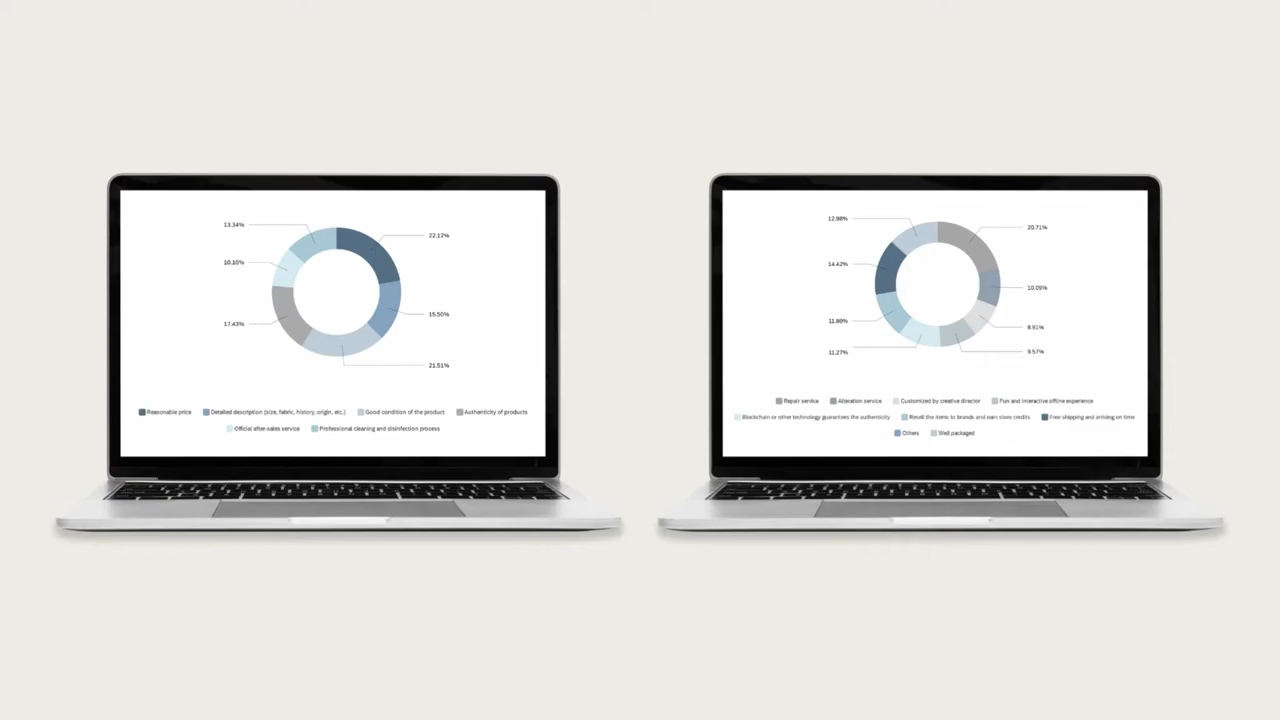 13.34%
22.12%
10.10%
15.50%
17.43%
21.51%
Reasonable price
Detailed description (size, fabric, history, origin, etc.)
Good condition of the product
Authenticity of products
Official after-sales service
Professional cleaning and disinfection process
12.98%
20.71%
14.42%
10.09%
11.80%
8.91%
11.27%
9.57%
Repair service
Alteration service
Customized by creative director
Fun and interactive offline experience
Blockchain or other technology guarantees the authenticity
Resell the items to brands and earn store credits
Free shipping and arriving on time
Others
Well packaged